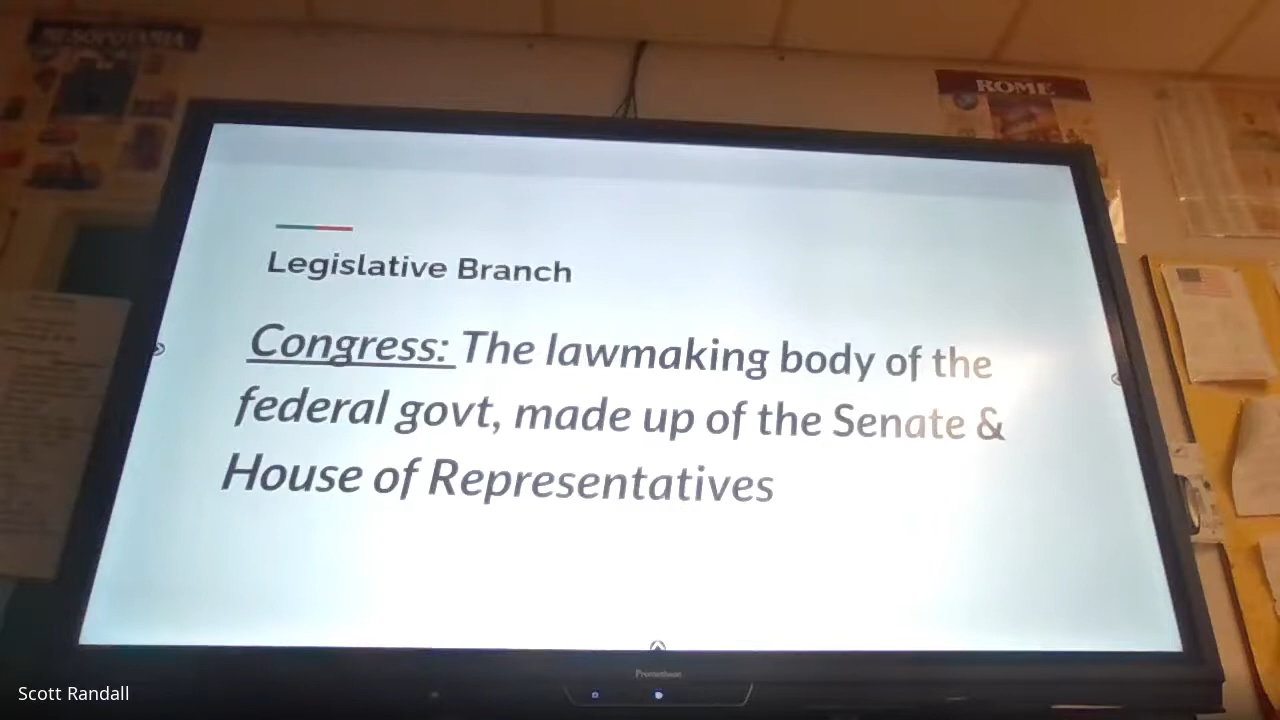 MESOPOTAMIA
ROME
Legislative Branch
Congress: The lawmaking body of the
federal govt, made up of the Senate &
House of Representatives
Promethean
Scott Randall